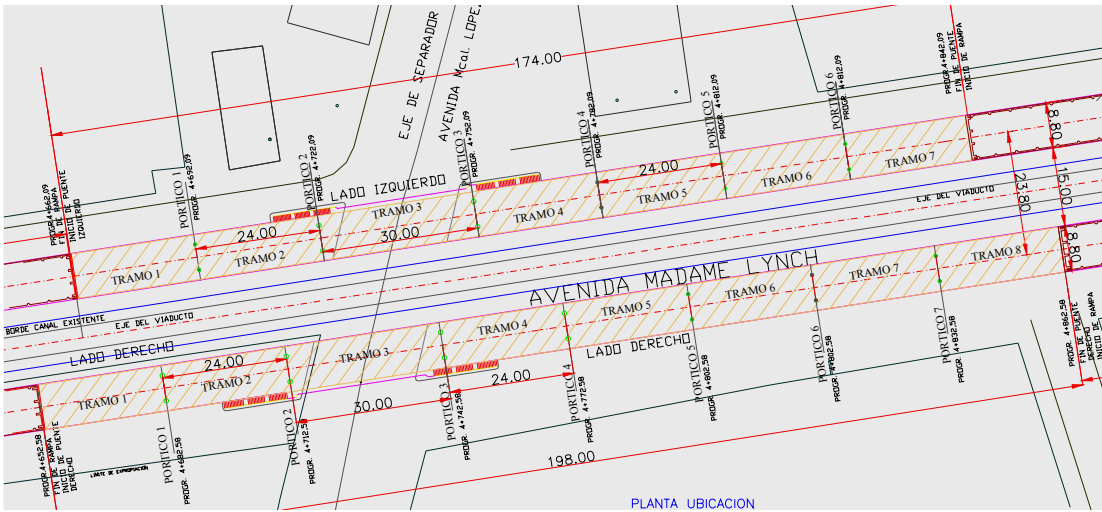 174.00
EJE DE SEPARADOR
AVENIDA Mcal. LOPE
PROGR.4+662.09
FIN DE RAMPA
INICIO DE PUENTE
IZQUIERDO
PORTICO 1
PROGR. 4+692.09
PORTICO 2
PROGR. 4+722.09
PORTICO 3
PROGR. 4+752.09
PORTICO 4
PROGR. 4+782.09
PORTICO 5
PROGR. 4+812.09
PORTICO 6
PROGR. 4+812.09
PROGR.4+842.09
FIN DE PUENTE
INICIO DE RAMPA
LADO IZQUIERDO
TRAMO 1
TRAMO 2
TRAMO 3
TRAMO 4
TRAMO 5
TRAMO 6
TRAMO 7
24.00
30.00
24.00
8.80
15.00
23.80
8.80
EJE DEL VIADUCTO
AVENIDA MADAME LYNCH
BORDE CANAL EXISTENTE
EJE DEL VIADUCTO
LADO DERECHO
LADO DERECHO
TRAMO 1
TRAMO 2
TRAMO 3
TRAMO 4
TRAMO 5
TRAMO 6
TRAMO 7
TRAMO 8
24.00
30.00
24.00
PROGR.4+652.58
FIN DE RAMPA
INICIO DE PUENTE
DERECHO
LIMITE DE EXPROPIACION
PORTICO 1
PROGR. 4+682.58
PORTICO 2
PROGR. 4+712.58
PORTICO 3
PROGR. 4+742.58
PORTICO 4
PROGR. 4+772.58
PORTICO 5
PROGR. 4+802.58
PORTICO 6
PROGR. 4+802.58
PORTICO 7
PROGR. 4+832.58
PROGR. 4+862.58
FIN DE PUENTE
DERECHO
INICIO DE RAMPA
198.00
PLANTA UBICACION